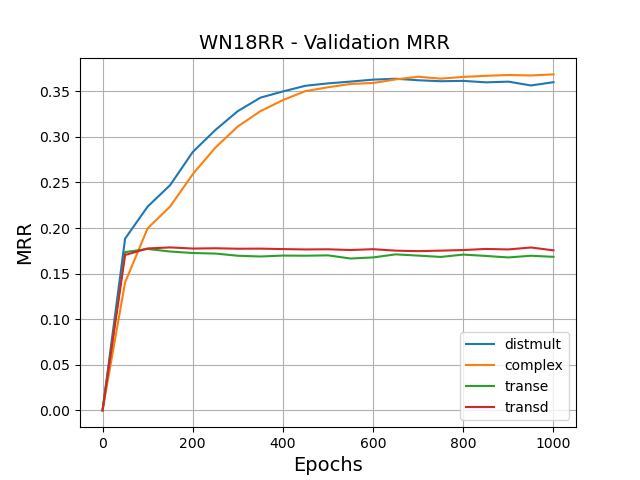 WN18RR - Validation MRR
MRR
0.35
0.30
0.25
0.20
0.15
0.10
0.05
0.00
0 200 400 600 800 1000
Epochs
distmult
complex
transe
transd